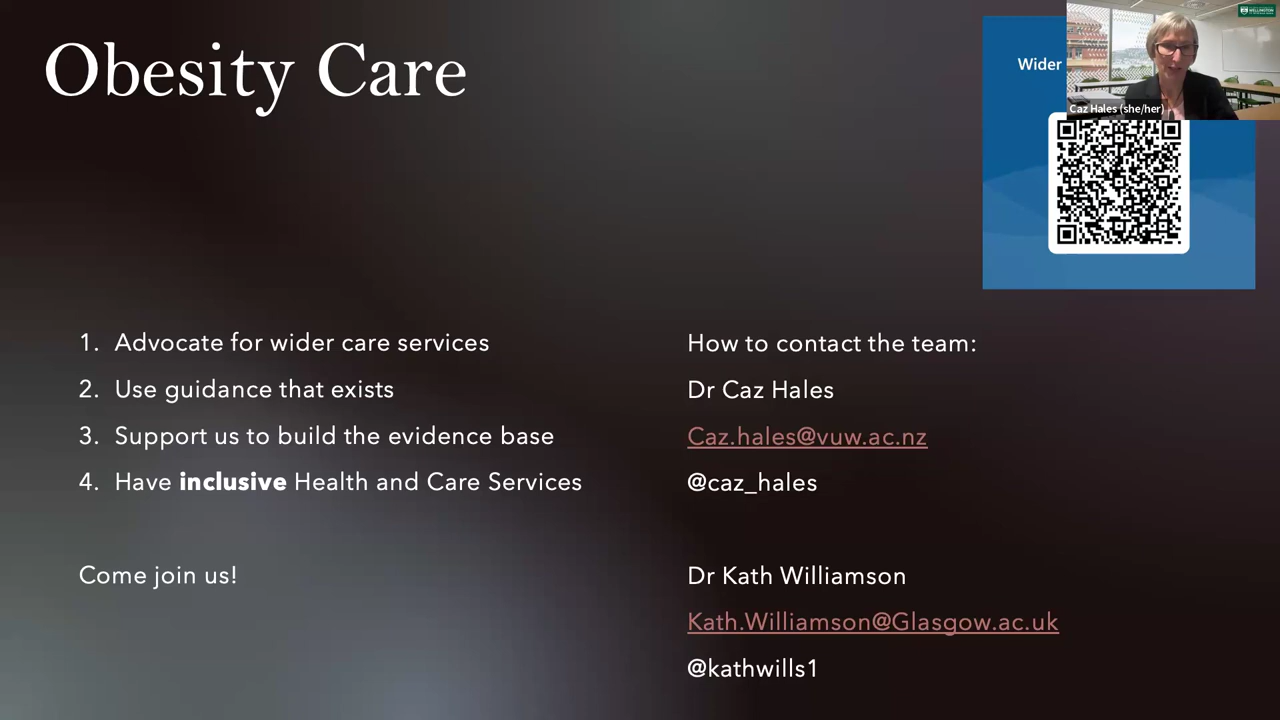 Obesity Care
Wider
Caz Hales (she/her)
WELLINGTON
1. Advocate for wider care services
2. Use guidance that exists
3. Support us to build the evidence base
4. Have inclusive Health and Care Services
Come join us!
How to contact the team:
Dr Caz Hales
Caz.hales@vuw.ac.nz
@caz_hales
Dr Kath Williamson
Kath.Williamson@Glasgow.ac.uk
@kathwills1